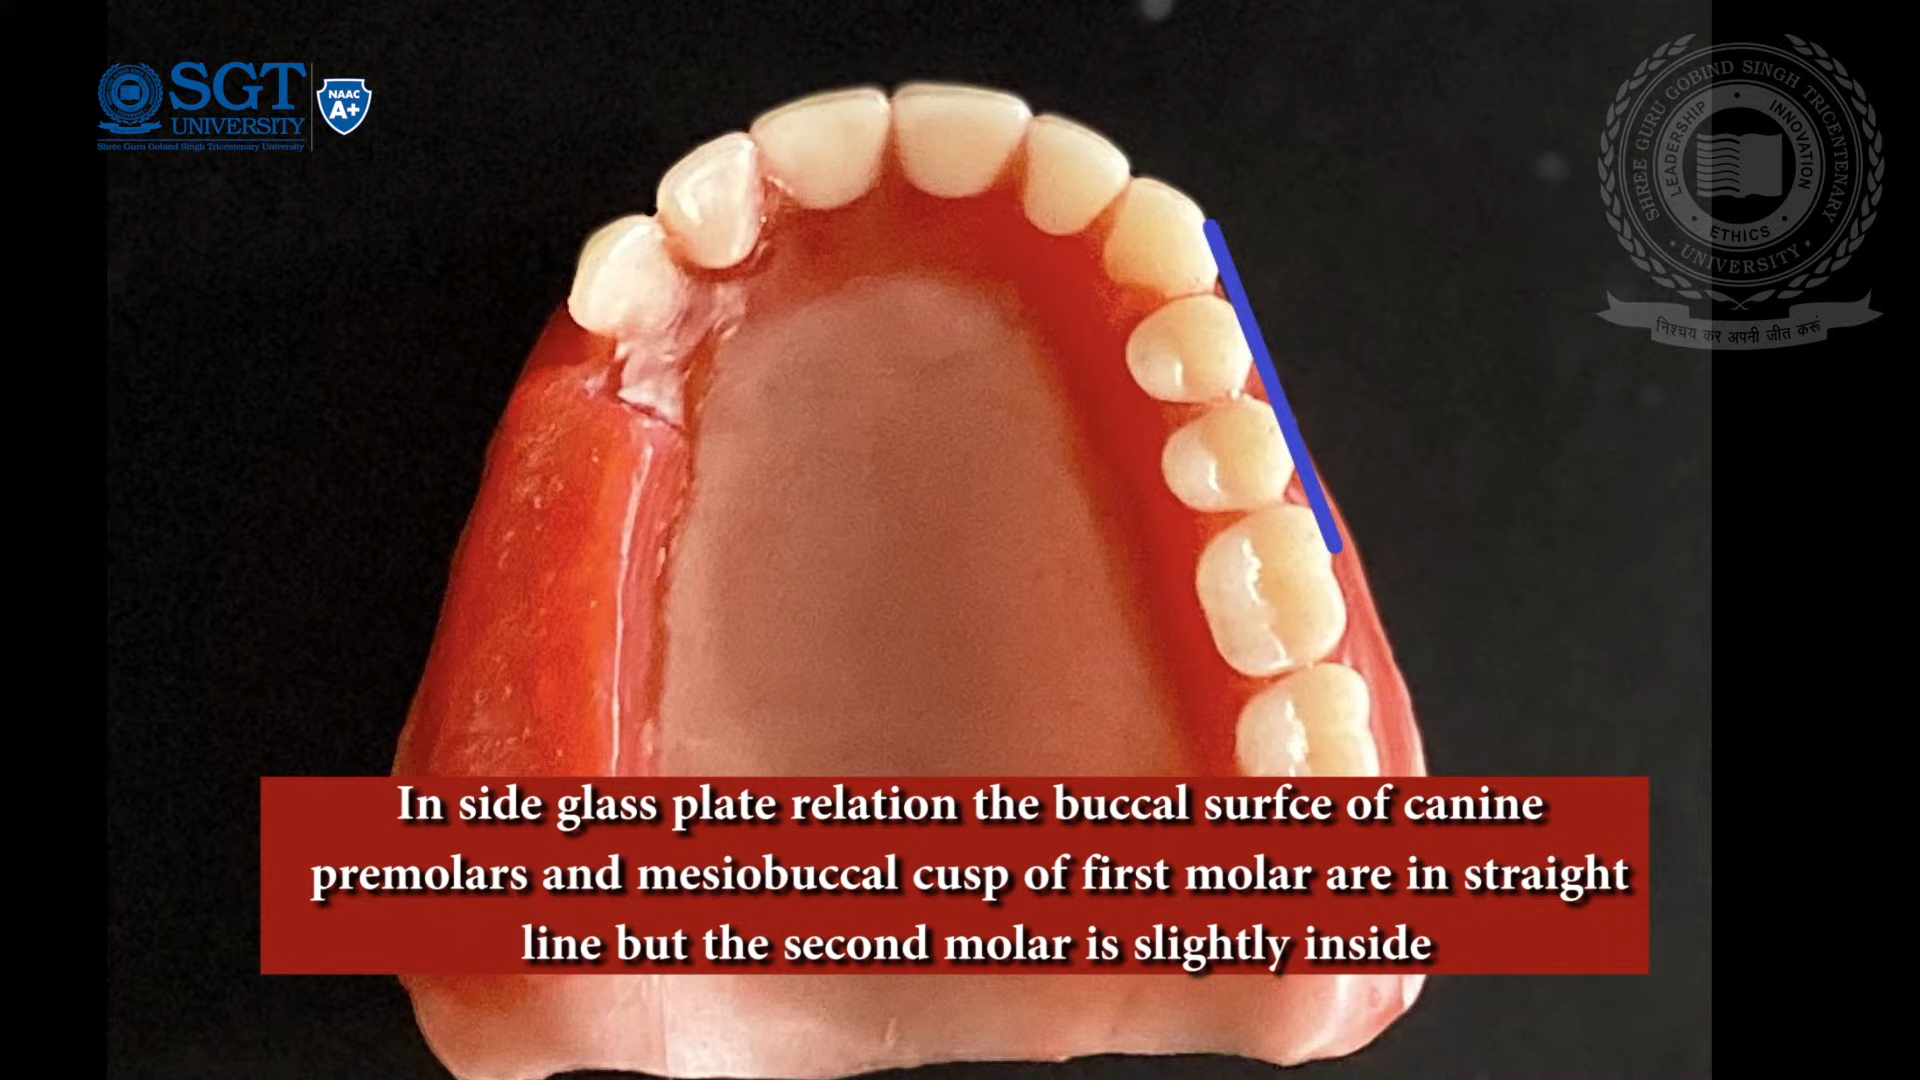 SGT
UNIVERSITY
Shree Guru Gobind Singh Tricentenary University
NAAC
A+
SHREE GURU GOBIND SINGH TRICENTENARY
UNIVERSITY
LEADERSHIP
INNOVATION
ETHICS
निश्चय कर अपनी जीत करूं
In side glass plate relation the buccal surfce of canine
premolars and mesiobuccal cusp of first molar are in straight
line but the second molar is slightly inside